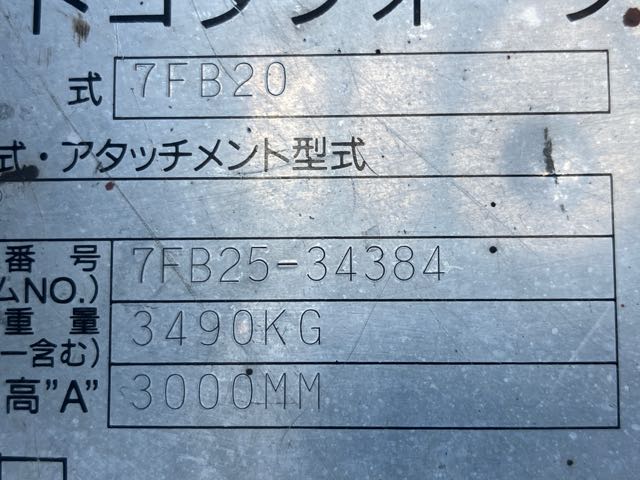 式 7FB20
式・アタッチメント型式
番号 7FB25-34384
ムNO.)
重量 3490KG
ー含む)
高"A" 3000MM